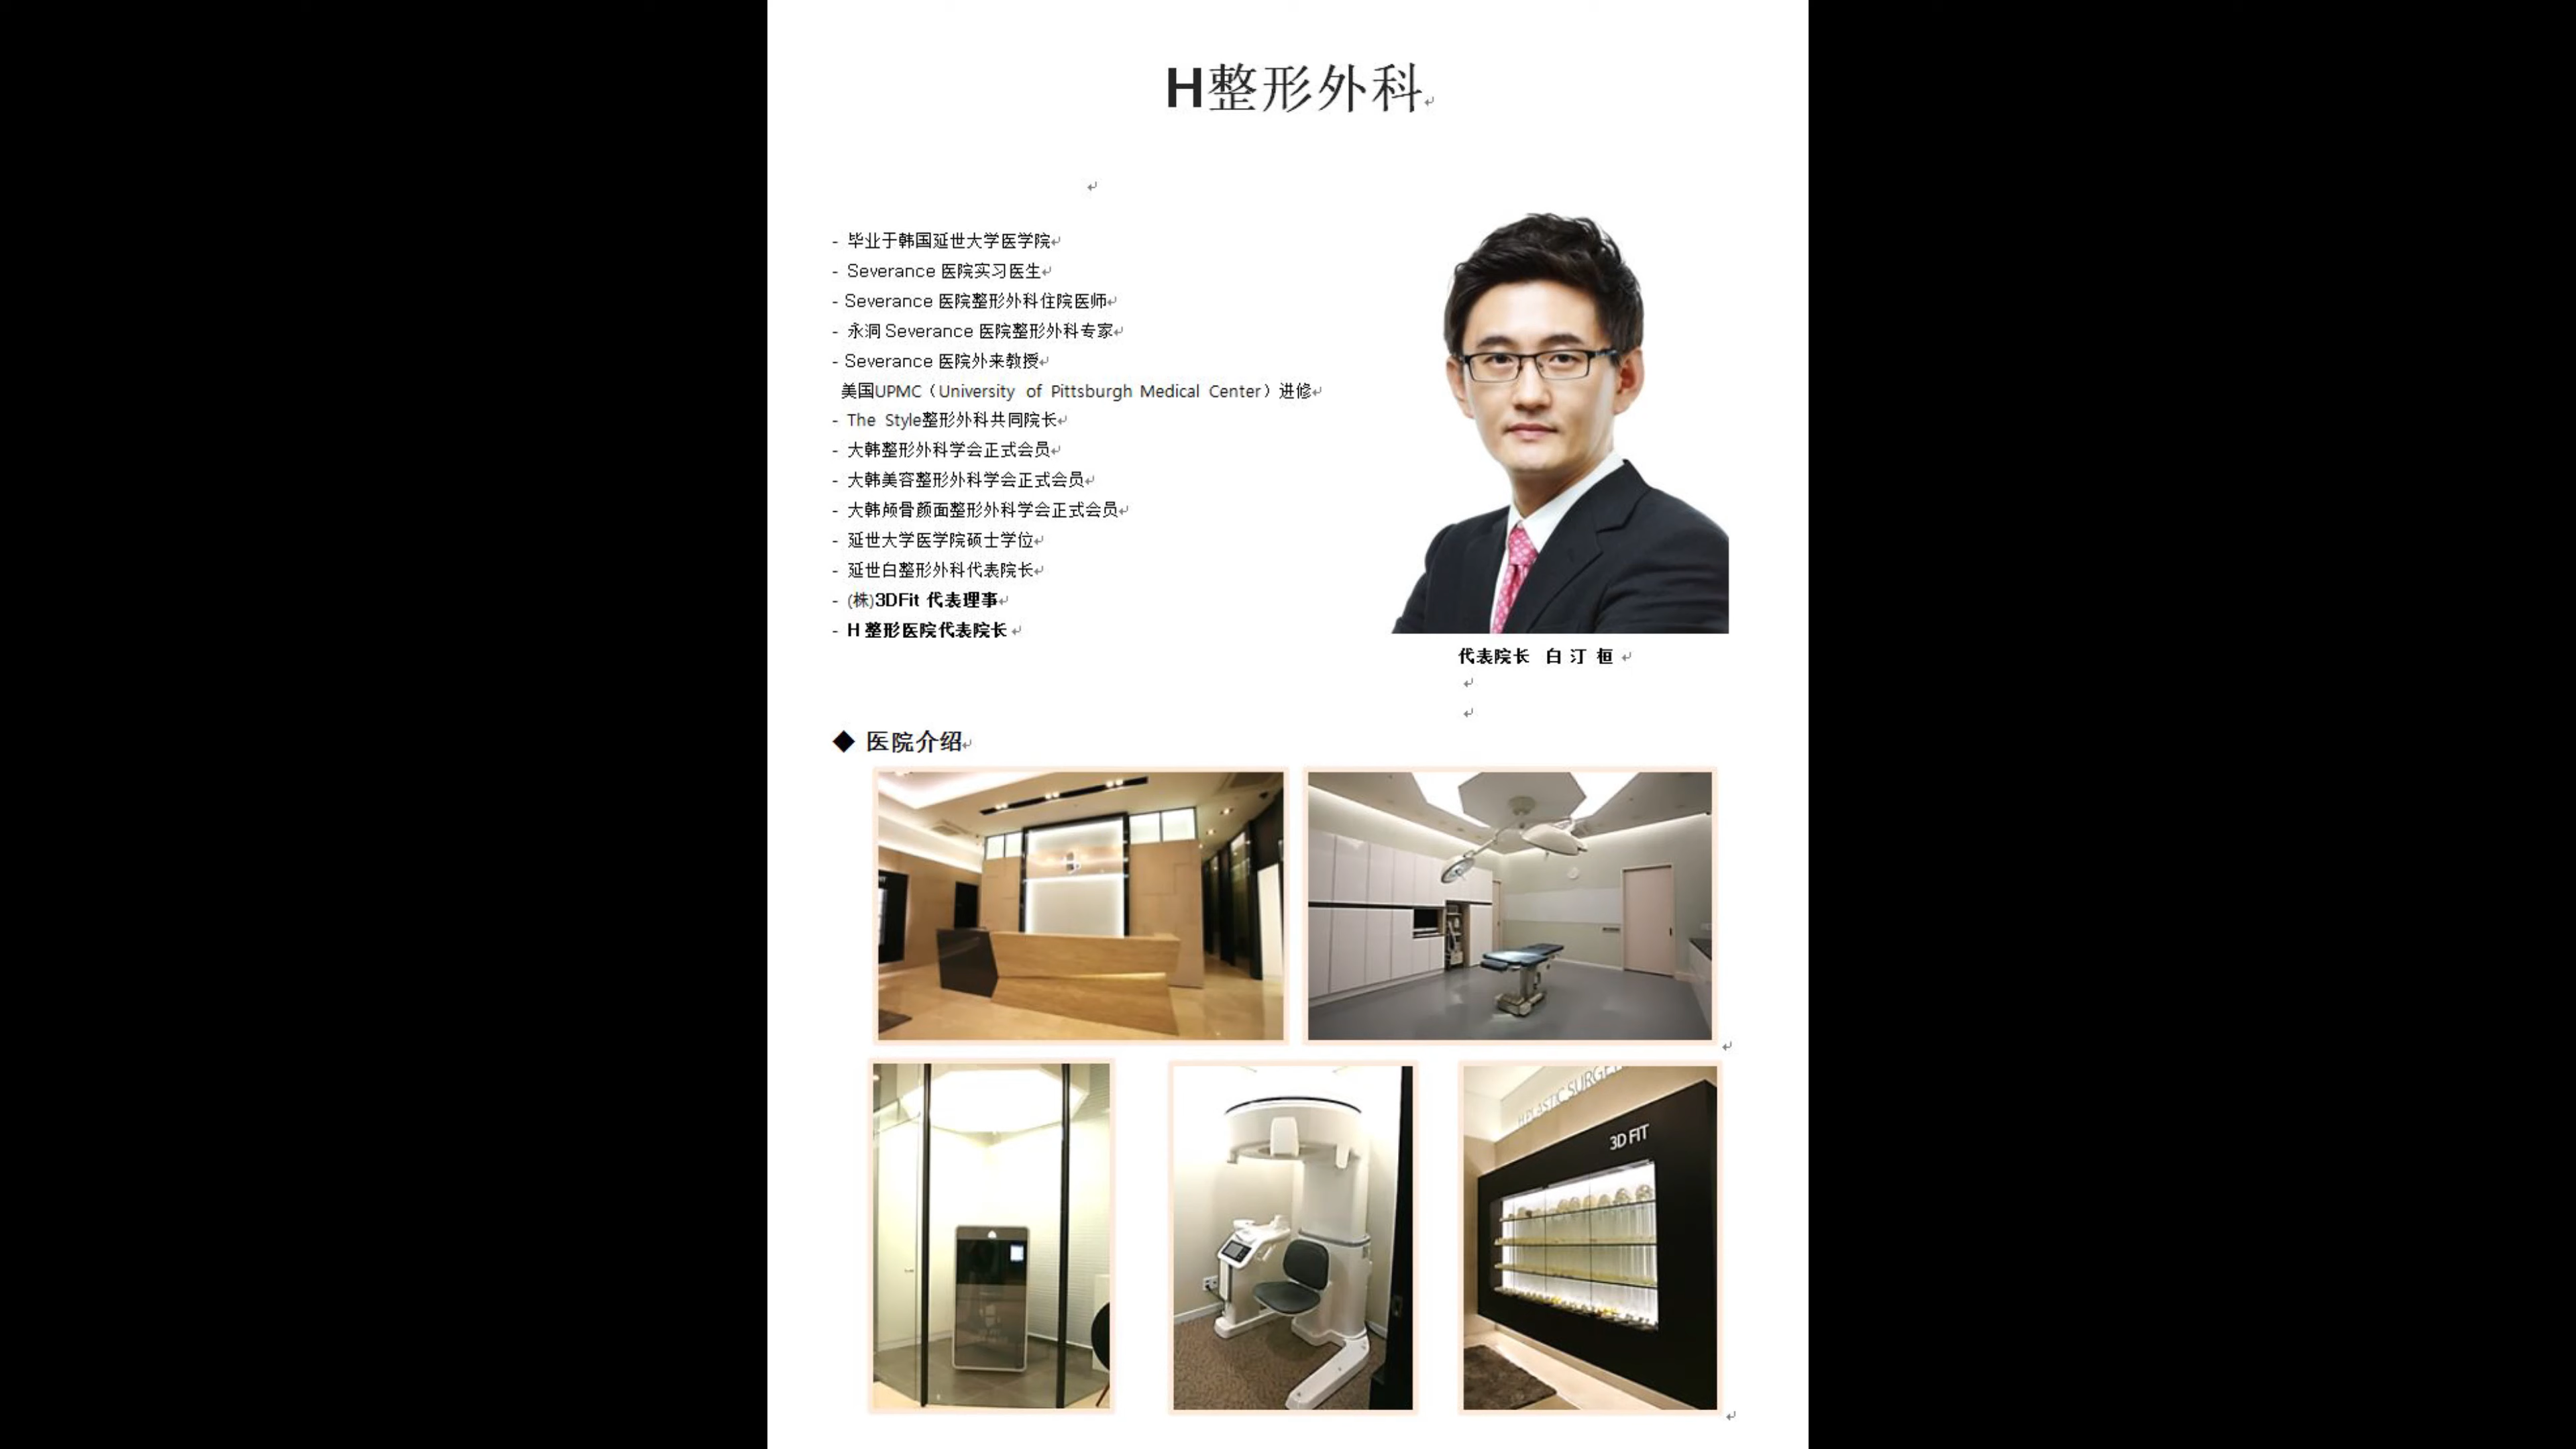 H整形外科
- 毕业于韩国延世大学医学院
- Severance 医院实习医生
- Severance 医院整形外科住院医师
- 永洞 Severance 医院整形外科专家
- Severance 医院外来教授
美国UPMC（University of Pittsburgh Medical Center）进修
- The Style整形外科共同院长
- 大韩整形外科学会正式会员
- 大韩美容整形外科学会正式会员
- 大韩颅骨颜面整形外科学会正式会员
- 延世大学医学院硕士学位
- 延世白整形外科代表院长
- (株)3DFit 代表理事
- H 整形医院代表院长
代表院长 白 汀 桓
◆ 医院介绍
H PLASTIC SURGERY
3D FIT